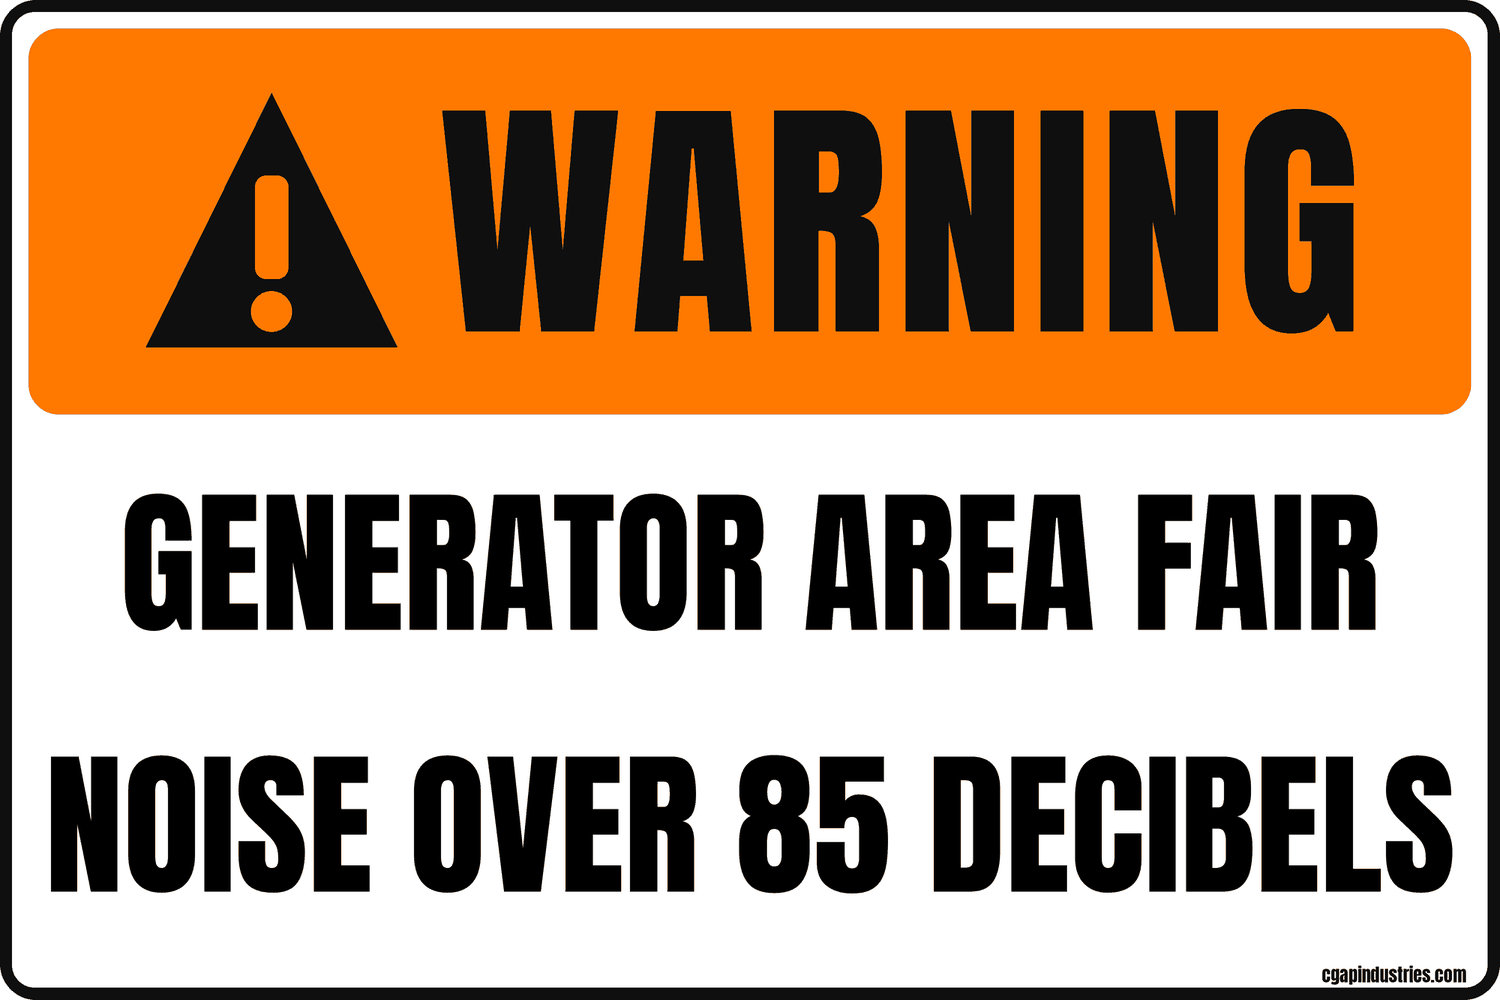 WARNING
GENERATOR AREA FAIR
NOISE OVER 85 DECIBELS
cgapindustries.com